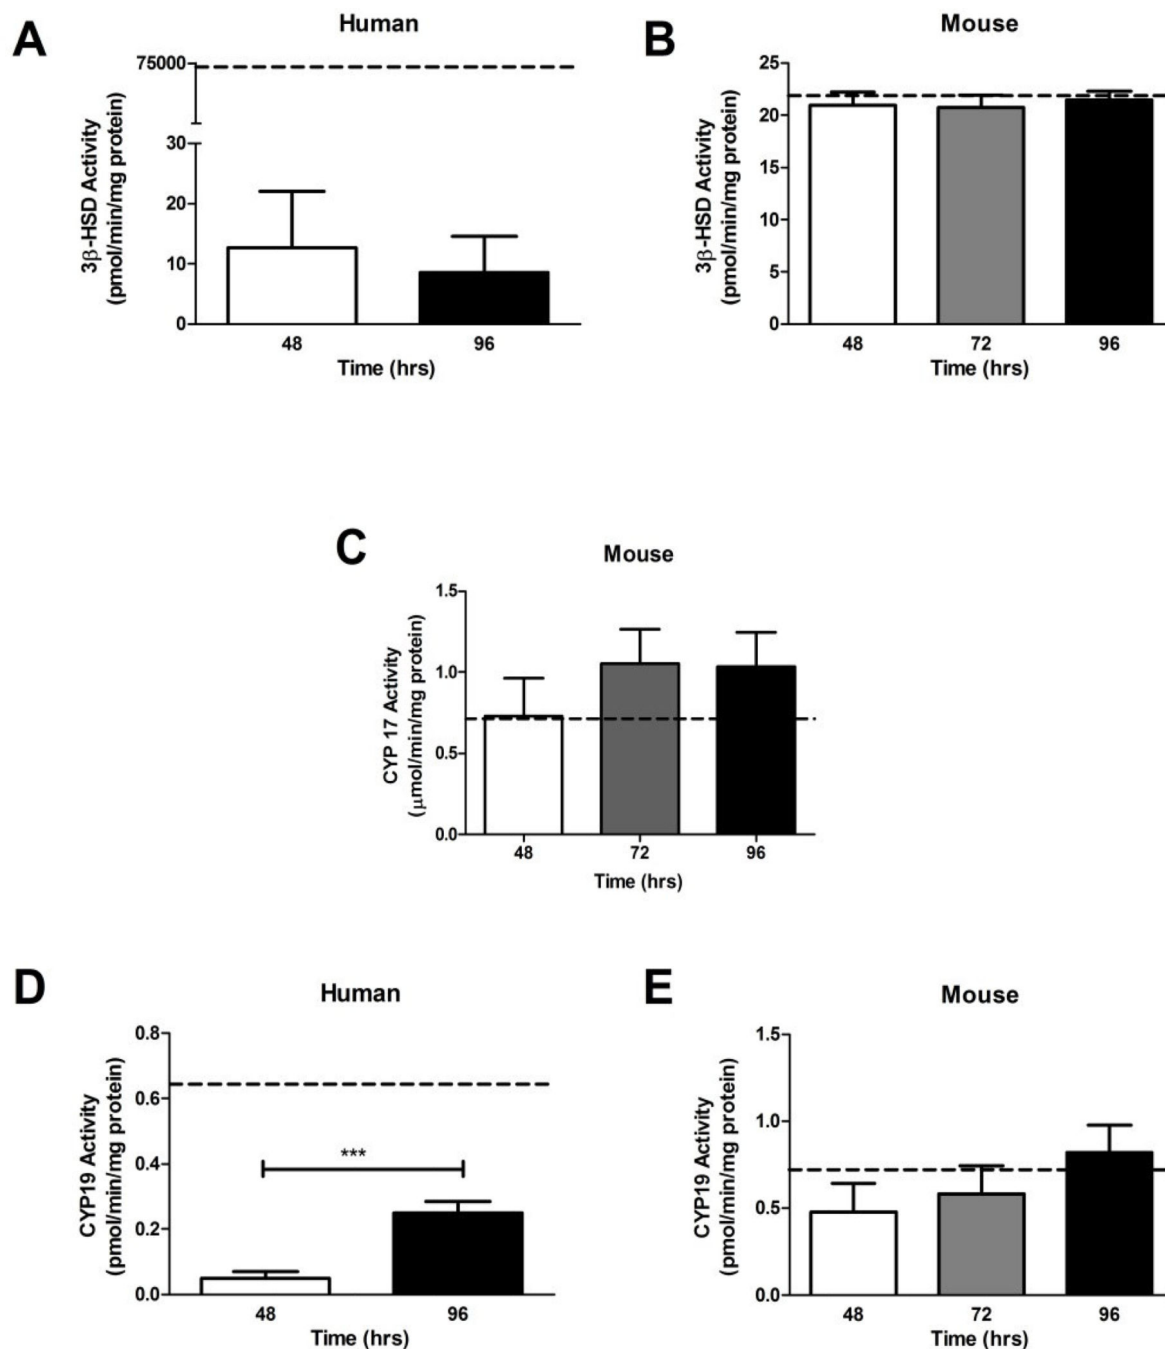 A
Human
75000
30
20
10
0
3β-HSD Activity
(pmol/min/mg protein)
48
96
Time (hrs)
B
Mouse
25
20
15
10
5
0
3β-HSD Activity
(pmol/min/mg protein)
48
72
96
Time (hrs)
C
Mouse
1.5
1.0
0.5
0.0
CYP 17 Activity
(μmol/min/mg protein)
48
72
96
Time (hrs)
D
Human
0.8
0.6
0.4
0.2
0.0
CYP19 Activity
(pmol/min/mg protein)
***
48
96
Time (hrs)
E
Mouse
1.5
1.0
0.5
0.0
CYP19 Activity
(pmol/min/mg protein)
48
72
96
Time (hrs)